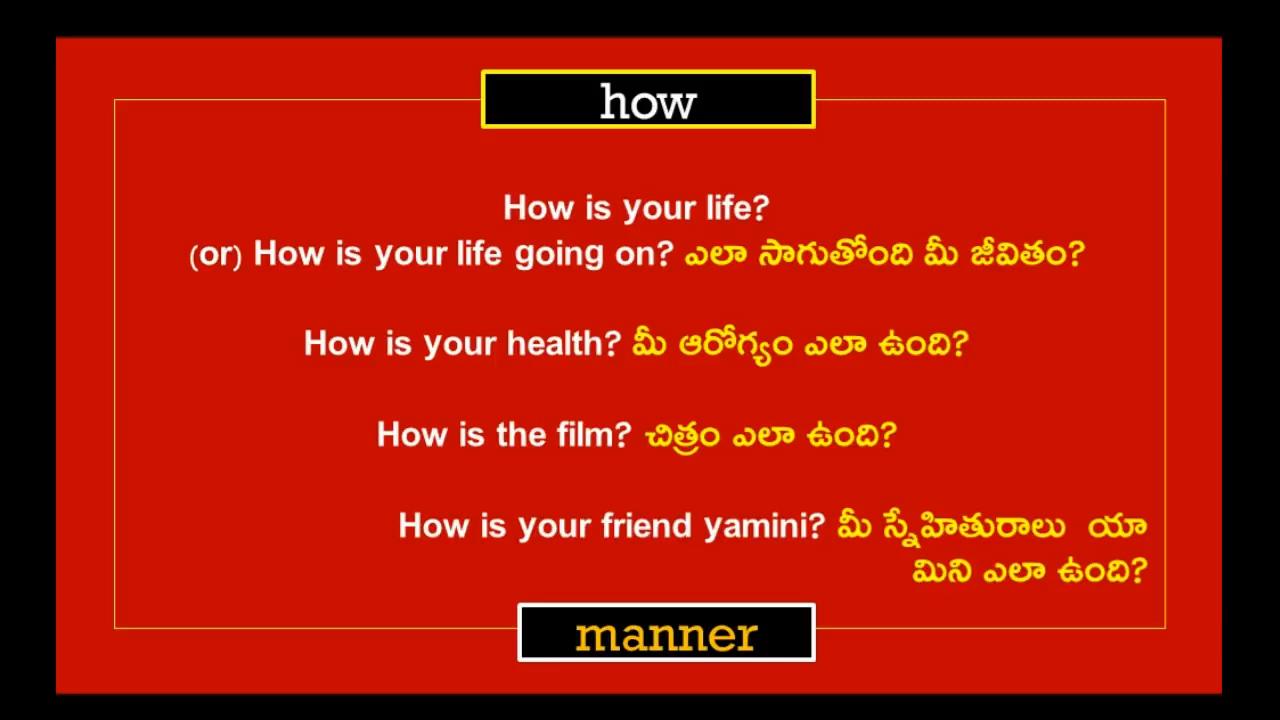 how
How is your life?
(or) How is your life going on? ఎలా సాగుతోంది మీ జీవితం?
How is your health? మీ ఆరోగ్యం ఎలా ఉంది?
How is the film? చిత్రం ఎలా ఉంది?
How is your friend yamini? మీ స్నేహితురాలు యా
మిని ఎలా ఉంది?
manner